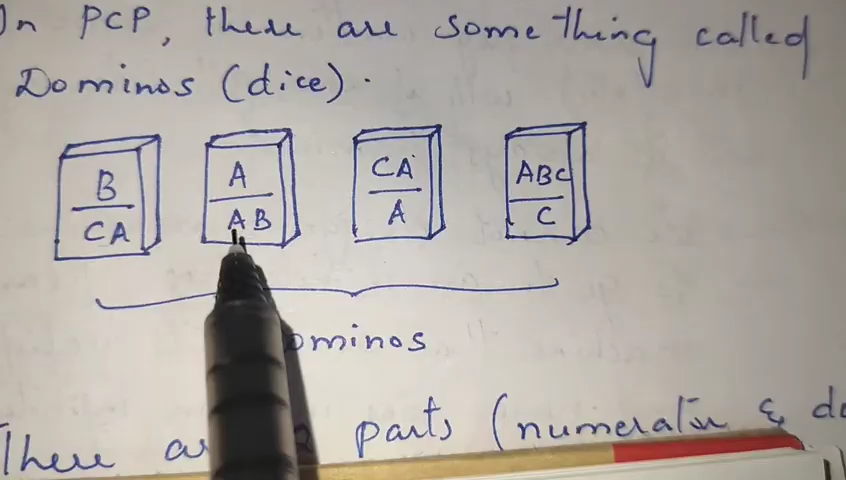 In PCP, there are something called
Dominos (dice).
B A CA ABC
CA AB A C
ominos
There parts (numerator &